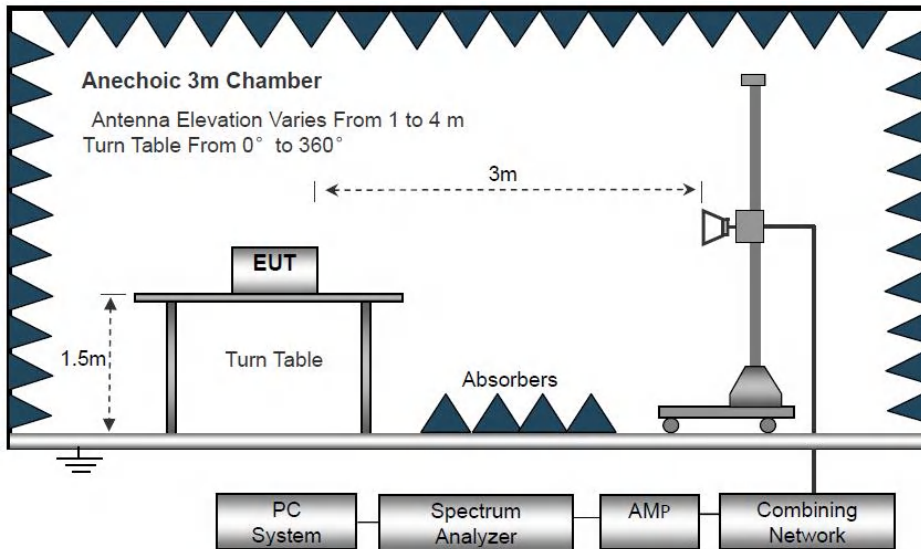 Anechoic 3m Chamber
Antenna Elevation Varies From 1 to 4 m
Turn Table From 0° to 360°
3m
EUT
1.5m
Turn Table
Absorbers
PC
System
Spectrum
Analyzer
AMP
Combining
Network